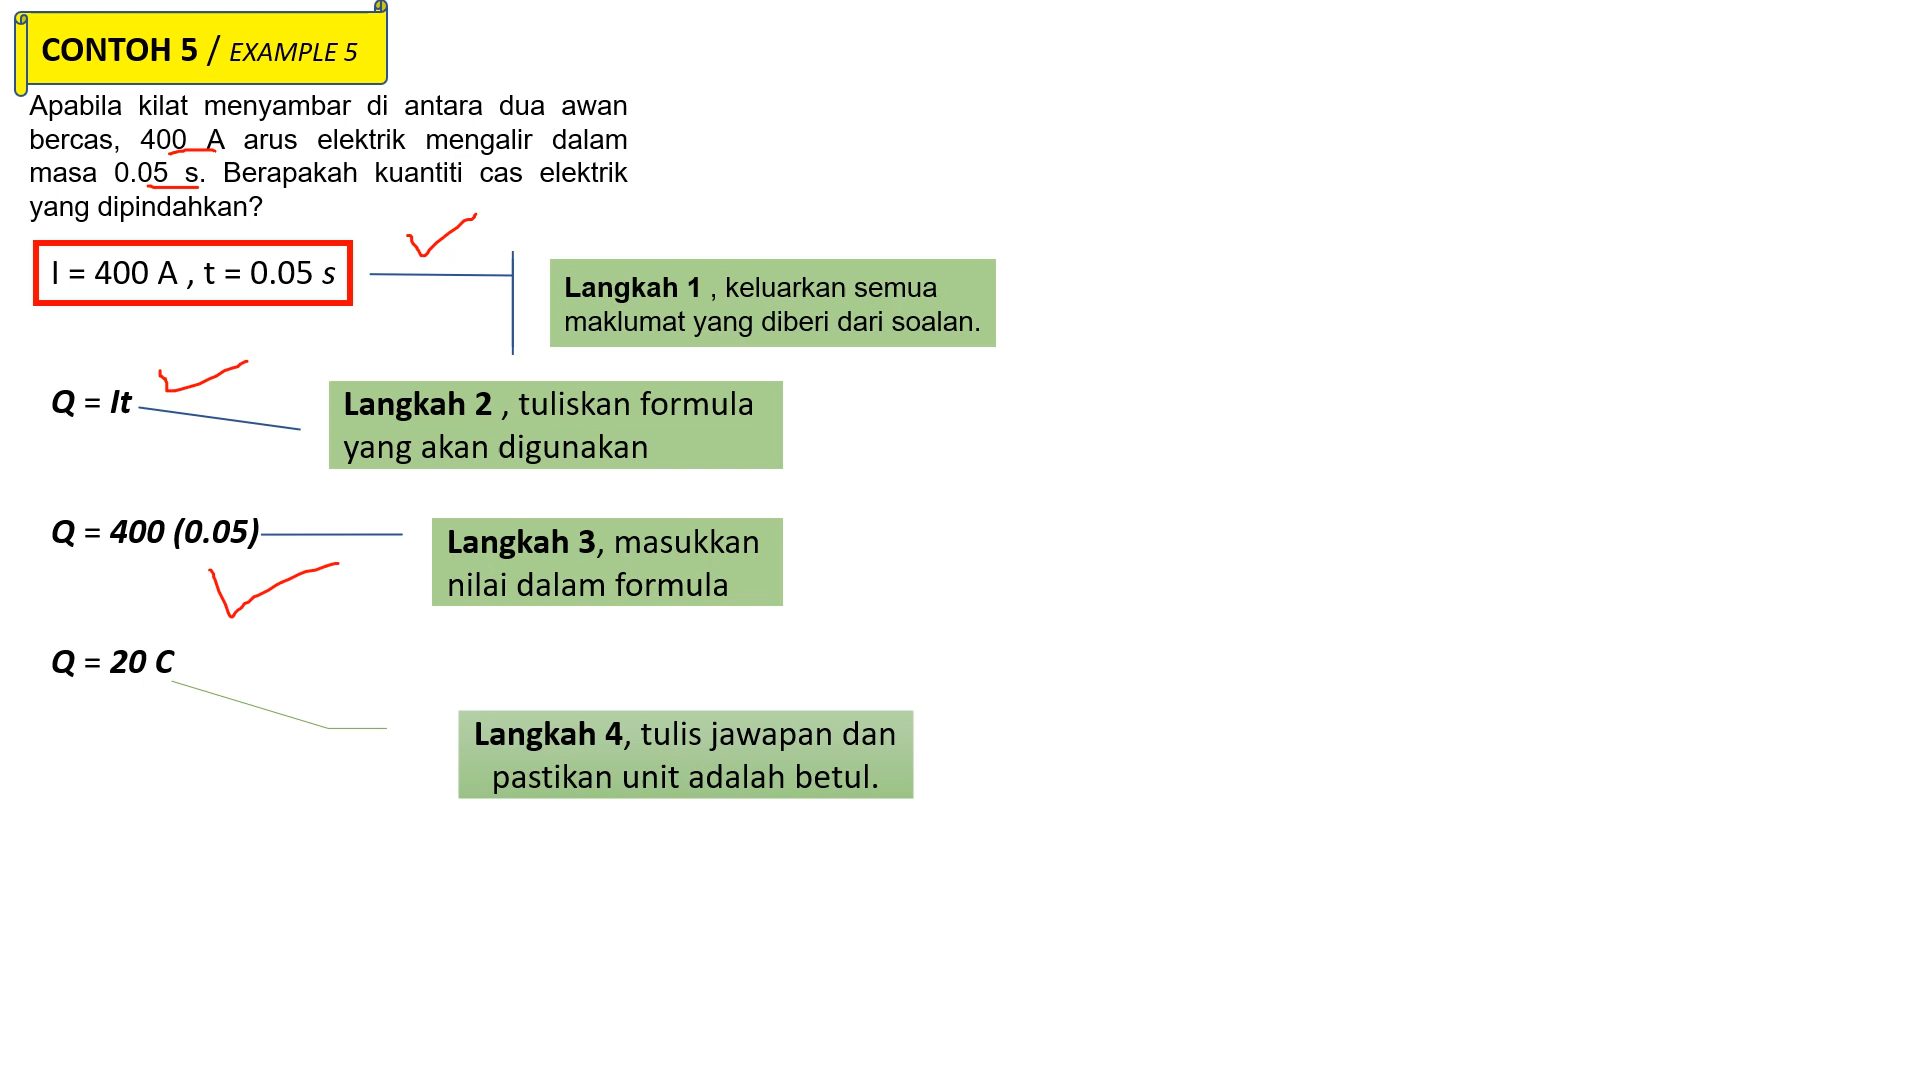 CONTOH 5 / EXAMPLE 5
Apabila kilat menyambar di antara dua awan
bercas, 400 A arus elektrik mengalir dalam
masa 0.05 s. Berapakah kuantiti cas elektrik
yang dipindahkan?
I = 400 A , t = 0.05 s
Langkah 1 , keluarkan semua
maklumat yang diberi dari soalan.
Q = It
Langkah 2 , tuliskan formula
yang akan digunakan
Q = 400 (0.05)
Langkah 3, masukkan
nilai dalam formula
Q = 20 C
Langkah 4, tulis jawapan dan
pastikan unit adalah betul.